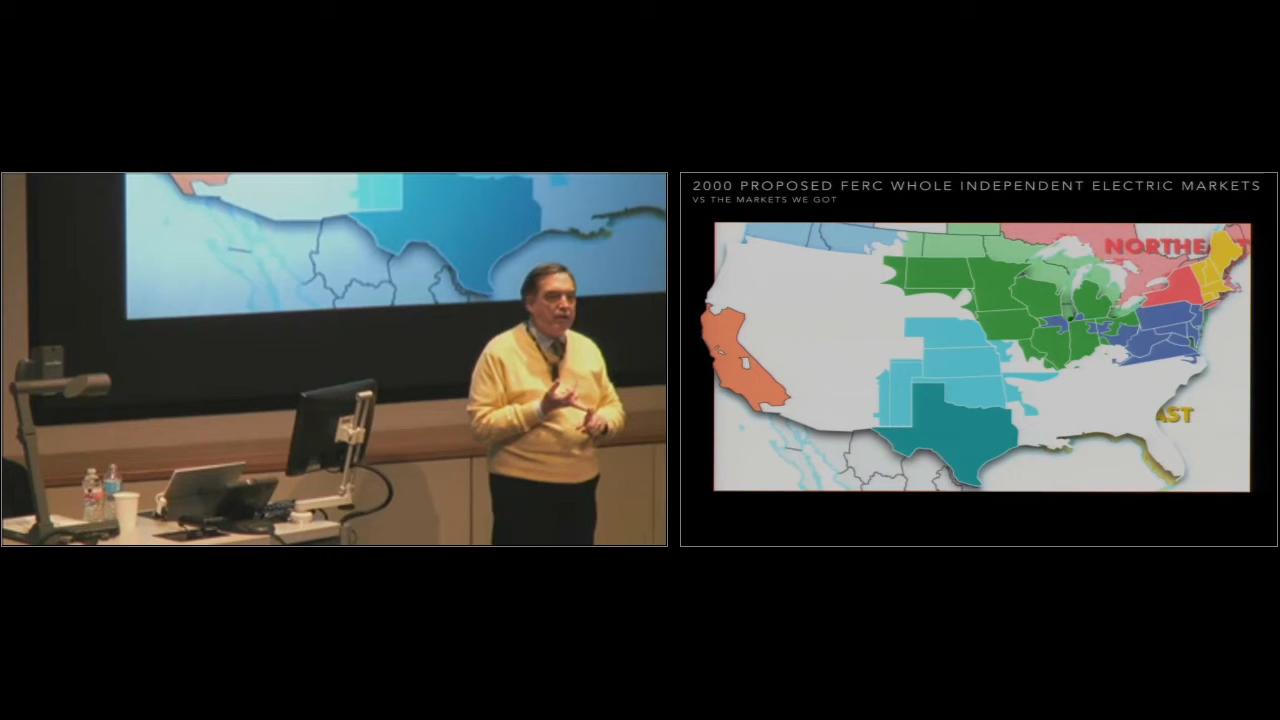 2000 PROPOSED FERC WHOLE INDEPENDENT ELECTRIC MARKETS
VS THE MARKETS WE GOT
NORTHE T
AST